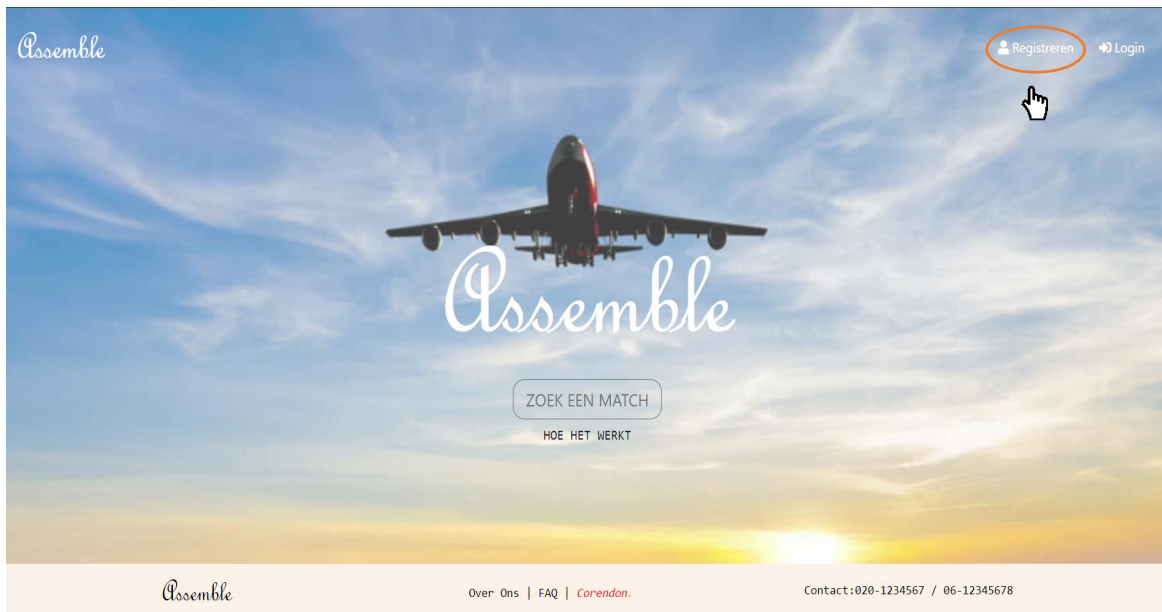 Assemble
Registreren
Login
Assemble
ZOEK EEN MATCH
HOE HET WERKT
Assemble
Over Ons | FAQ | Corendon.
Contact:020-1234567 / 06-12345678